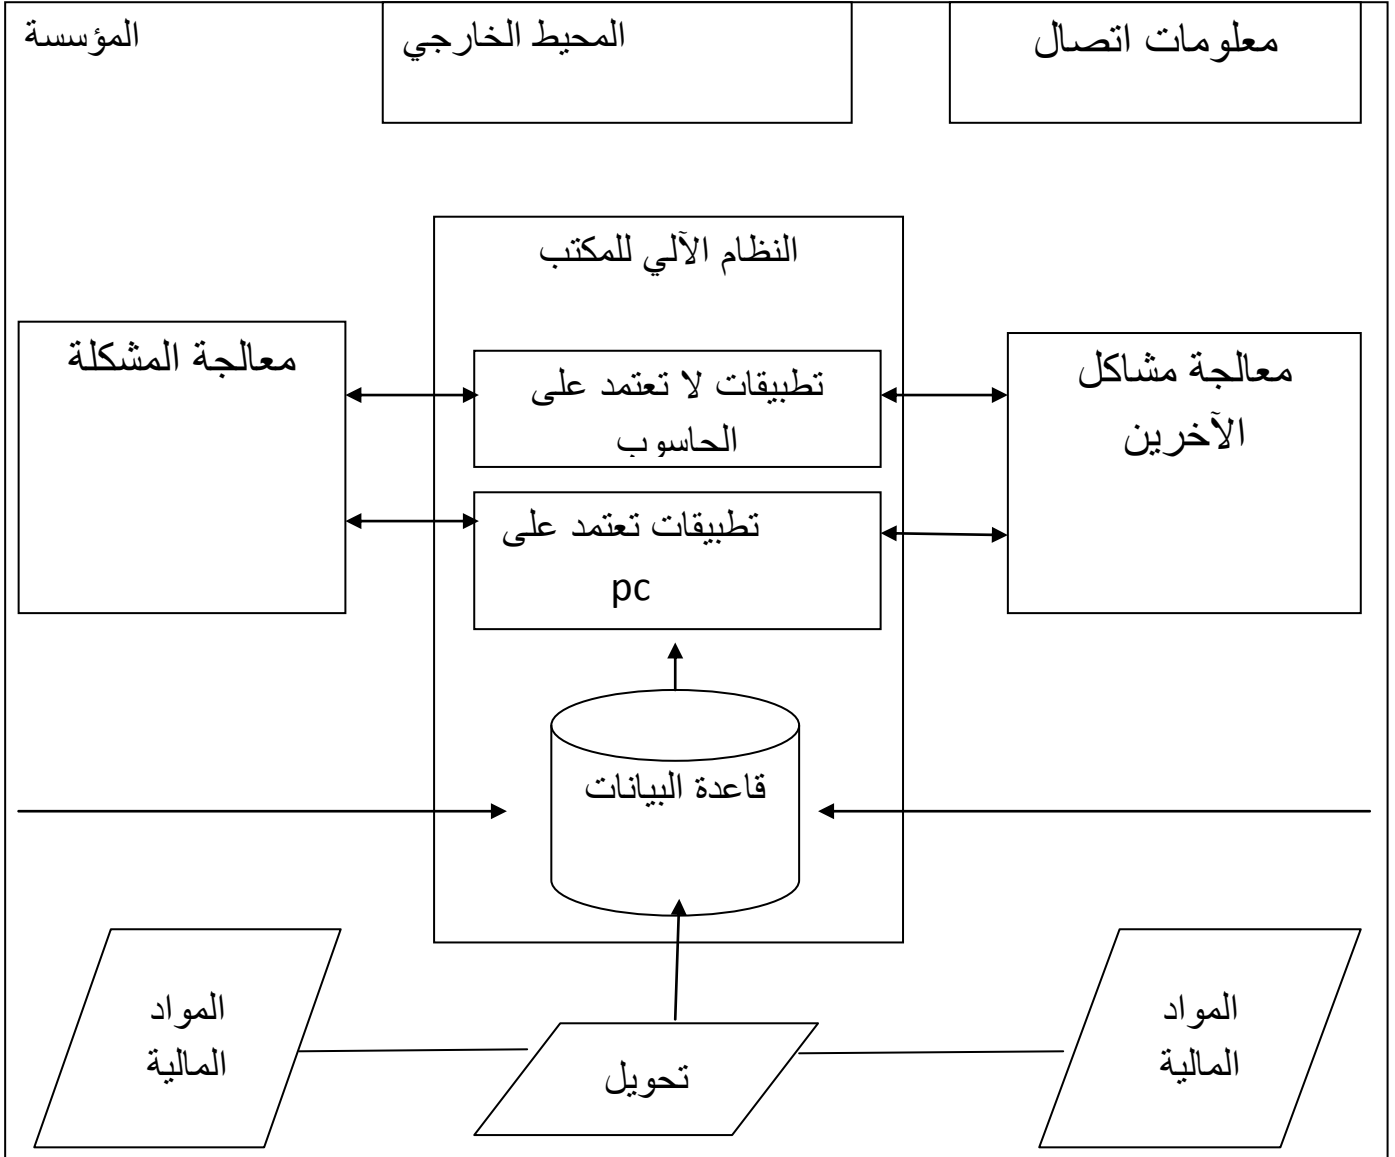 معلومات اتصال
المحيط الخارجي
المؤسسة
النظام الآلي للمكتب
معالجة مشاكل
الآخرين
تطبيقات لا تعتمد على
الحاسوب
معالجة المشكلة
تطبيقات تعتمد على
pc
قاعدة البيانات
المواد
المالية
تحويل
المواد
المالية